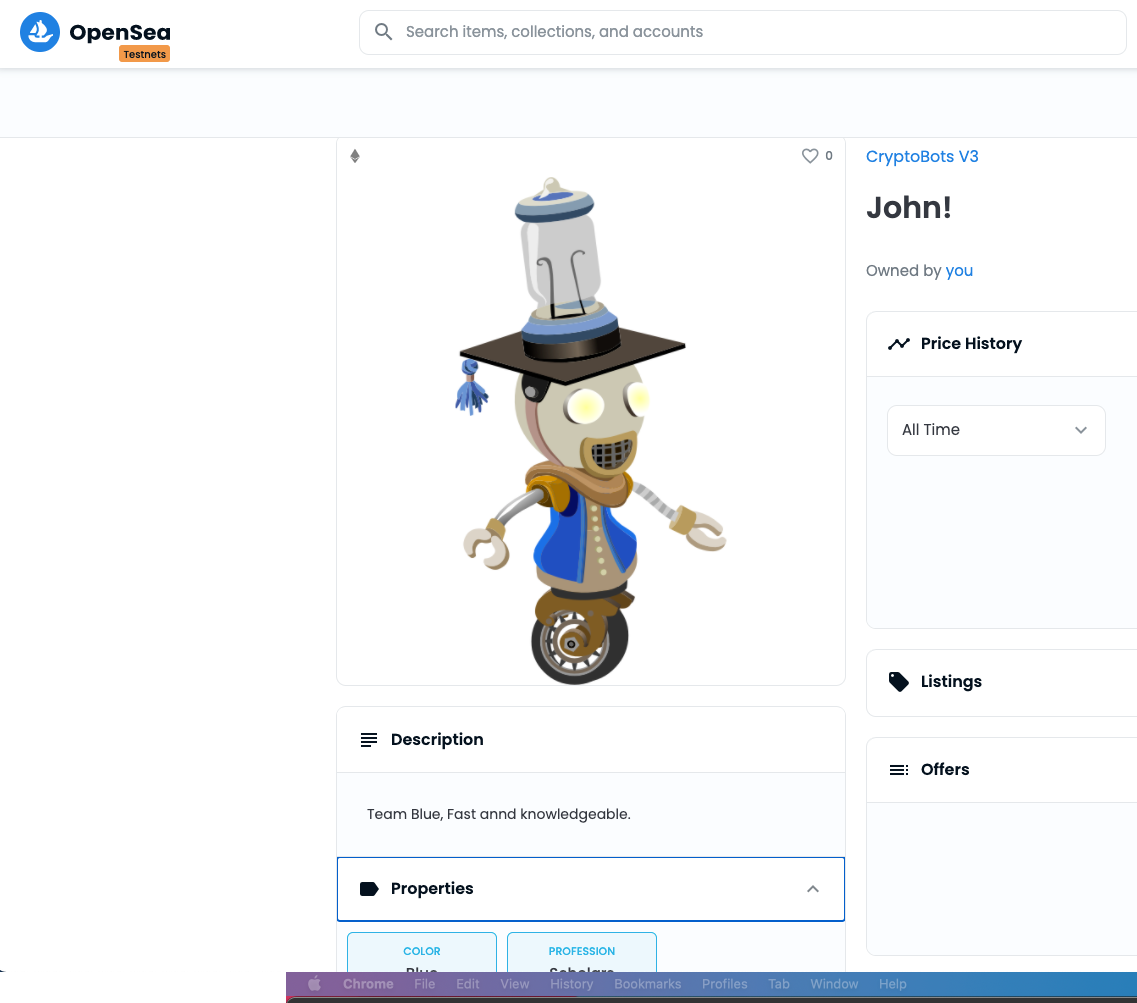 OpenSea
Testnets
Search items, collections, and accounts
0
CryptoBots V3
John!
Owned by you
Price History
All Time
Listings
Offers
Description
Team Blue, Fast annd knowledgeable.
Properties
COLOR
Blue
PROFESSION
Scholars
Chrome File Edit View History Bookmarks Profiles Tab Window Help